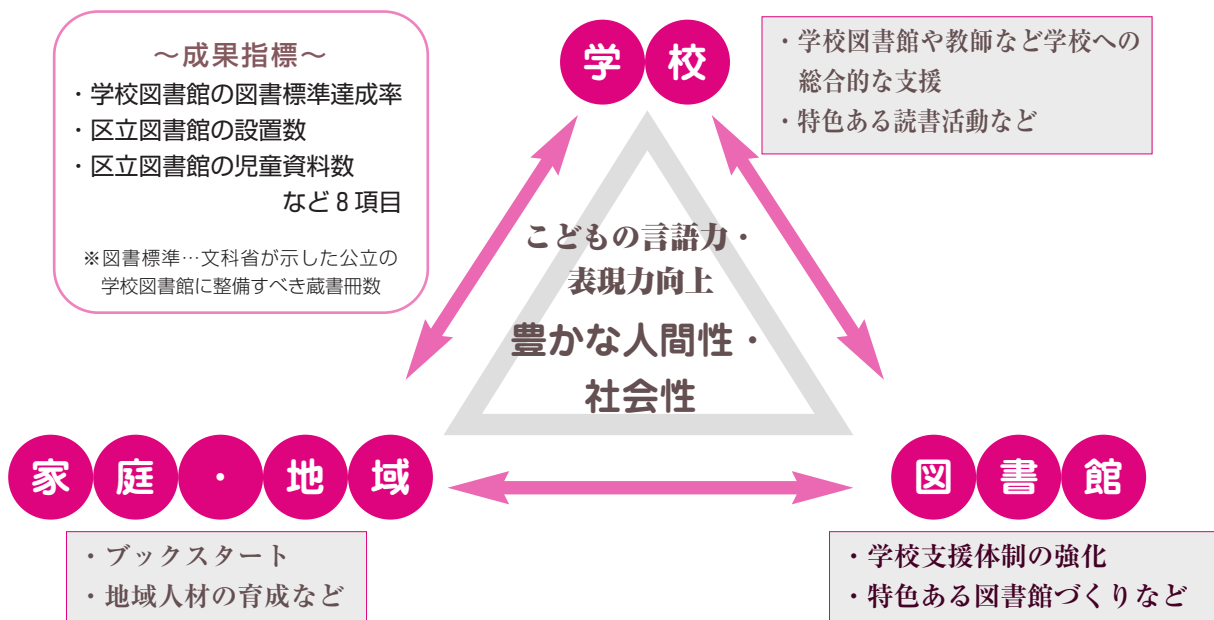 ～成果指標～
・学校図書館の図書標準達成率
・区立図書館の設置数
・区立図書館の児童資料数
など8項目
※図書標準…文科省が示した公立の
学校図書館に整備すべき蔵書冊数
学校
・学校図書館や教師など学校への
総合的な支援
・特色ある読書活動など
こどもの言語力・
表現力向上
豊かな人間性・
社会性
家庭・地域
・ブックスタート
・地域人材の育成など
図書館
・学校支援体制の強化
・特色ある図書館づくりなど